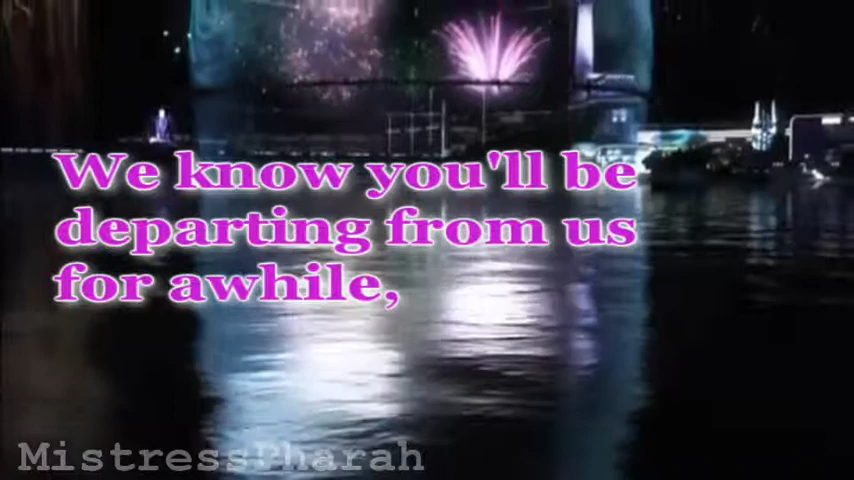 We know you'll be
departing from us
for awhile,
MistressPharah